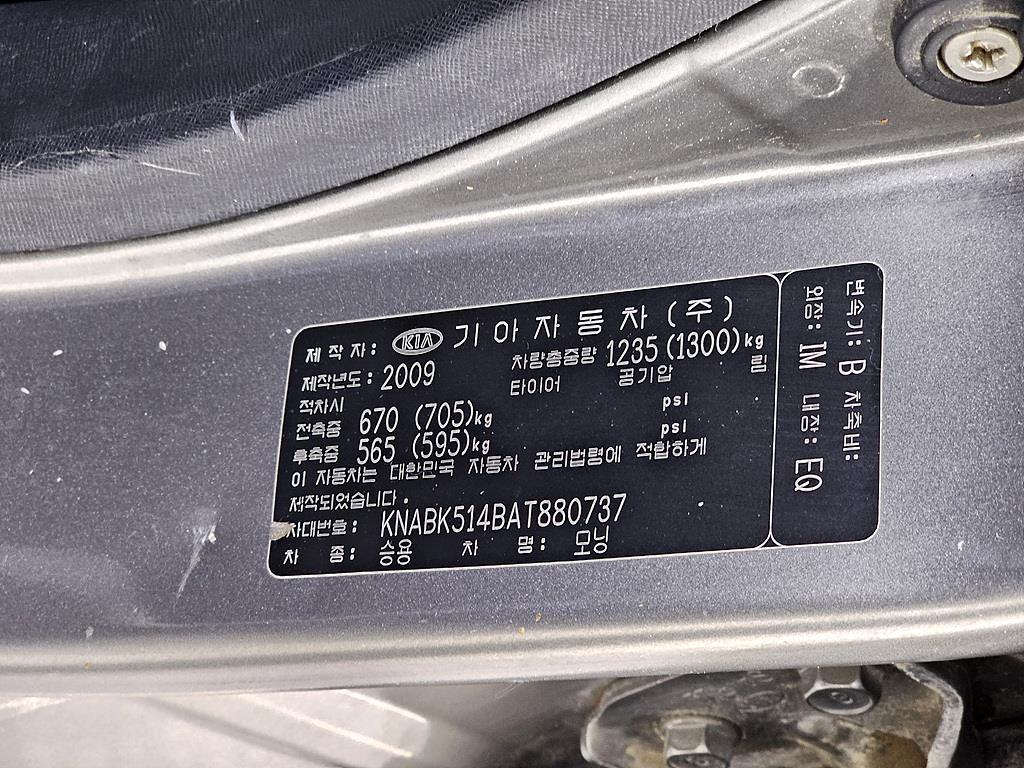 제 작 자: KIA 기 아 자 동 차 (주)
제작년도: 2009 차량총중량 1235 (1300)kg
적차시 타이어 공기압 림
전축중 670 (705)kg psi
후축중 565 (595)kg psi
이 자동차는 대한민국 자동차 관리법령에 적합하게
제작되었습니다.
차대번호: KNABK514BAT880737
차 종: 승용 차 명: 모닝
변속기: B 차축비:
외장: IM 내장: EQ